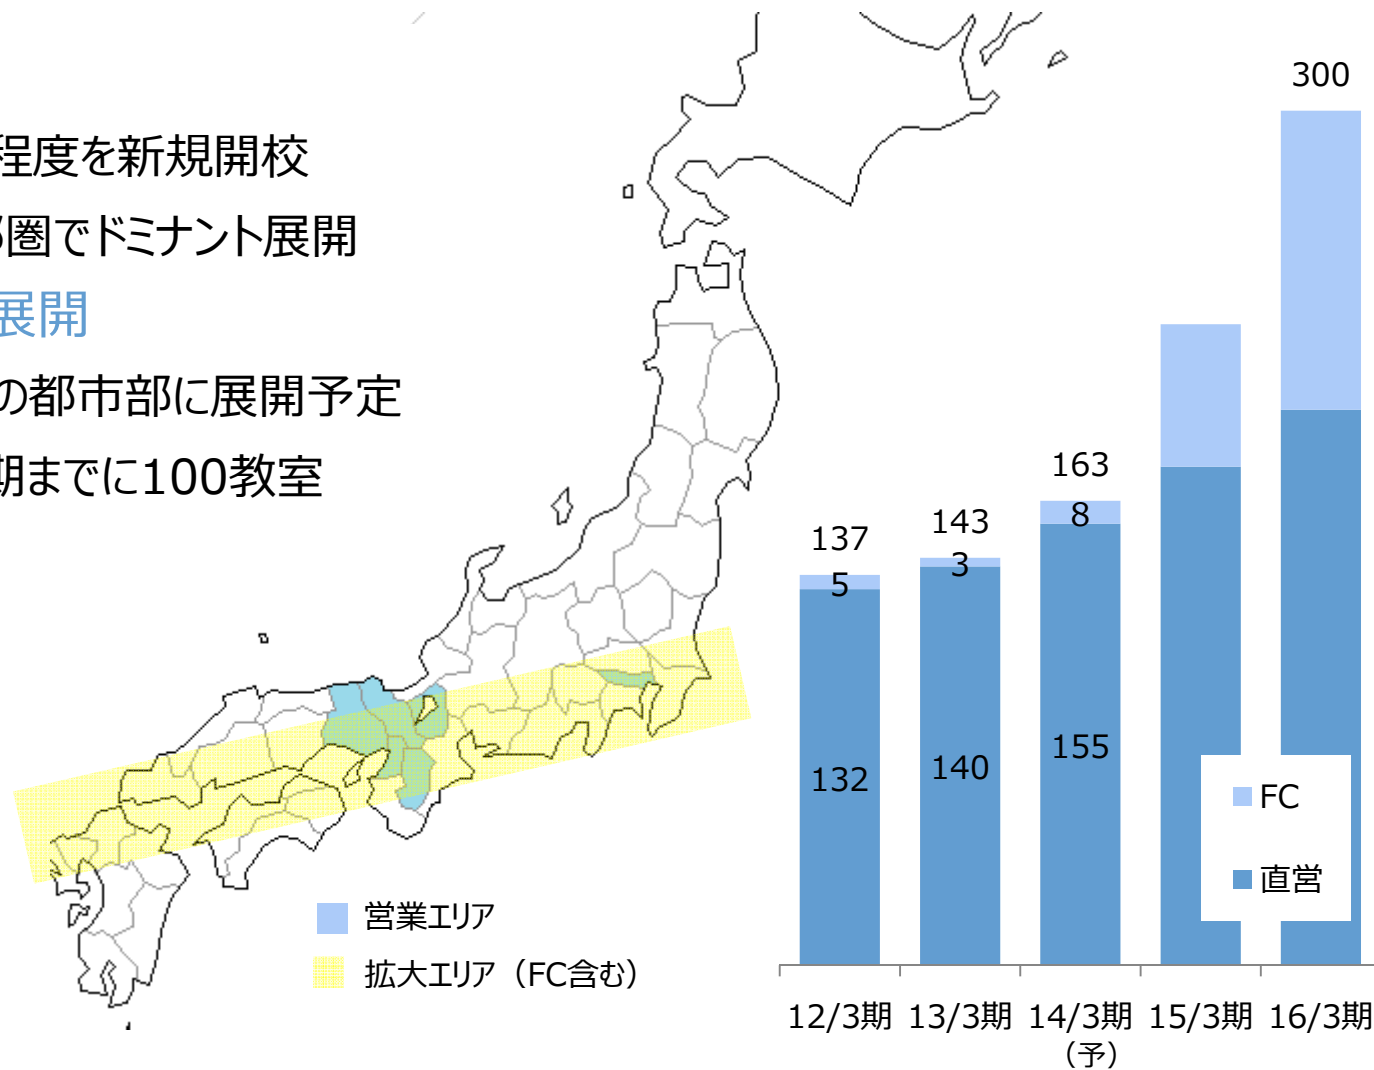 程度を新規開校
圏でドミナント展開
展開
の都市部に展開予定
期までに100教室
営業エリア
拡大エリア（FC含む）
300
163
8
143
3
137
5
132
140
155
FC
直営
12/3期 13/3期 14/3期 15/3期 16/3期
（予）